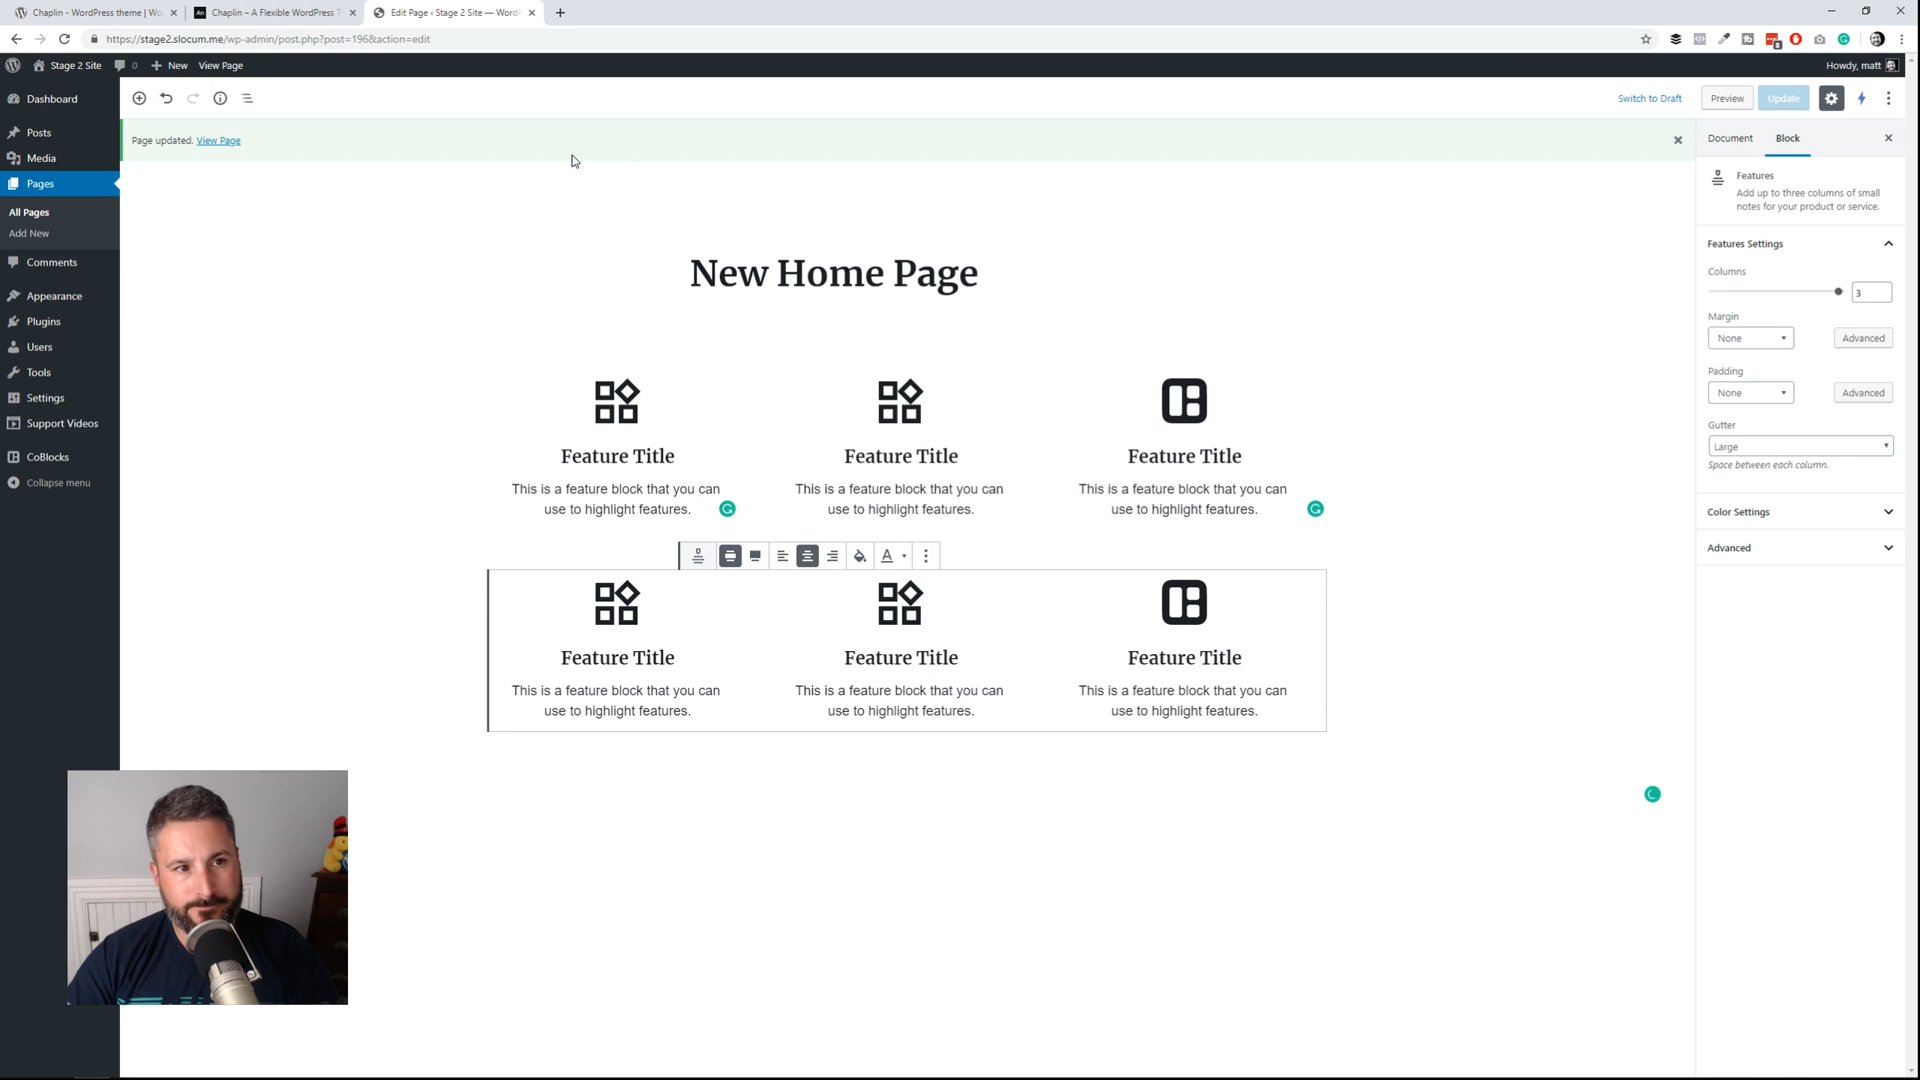 Chaplin - WordPress theme | Wo
Chaplin – A Flexible WordPress T
Edit Page ‹ Stage 2 Site — WordP
https://stage2.slocum.me/wp-admin/post.php?post=196&action=edit
Stage 2 Site
0
New
View Page
Howdy, matt
Dashboard
Posts
Media
Pages
All Pages
Add New
Comments
Appearance
Plugins
Users
Tools
Settings
Support Videos
CoBlocks
Collapse menu
Switch to Draft
Preview
Update
Page updated. View Page
New Home Page
Feature Title
This is a feature block that you can
use to highlight features.
Feature Title
This is a feature block that you can
use to highlight features.
Feature Title
This is a feature block that you can
use to highlight features.
A
Feature Title
This is a feature block that you can
use to highlight features.
Feature Title
This is a feature block that you can
use to highlight features.
Feature Title
This is a feature block that you can
use to highlight features.
Document
Block
Features
Add up to three columns of small
notes for your product or service.
Features Settings
Columns
3
Margin
None
Advanced
Padding
None
Advanced
Gutter
Large
Space between each column.
Color Settings
Advanced